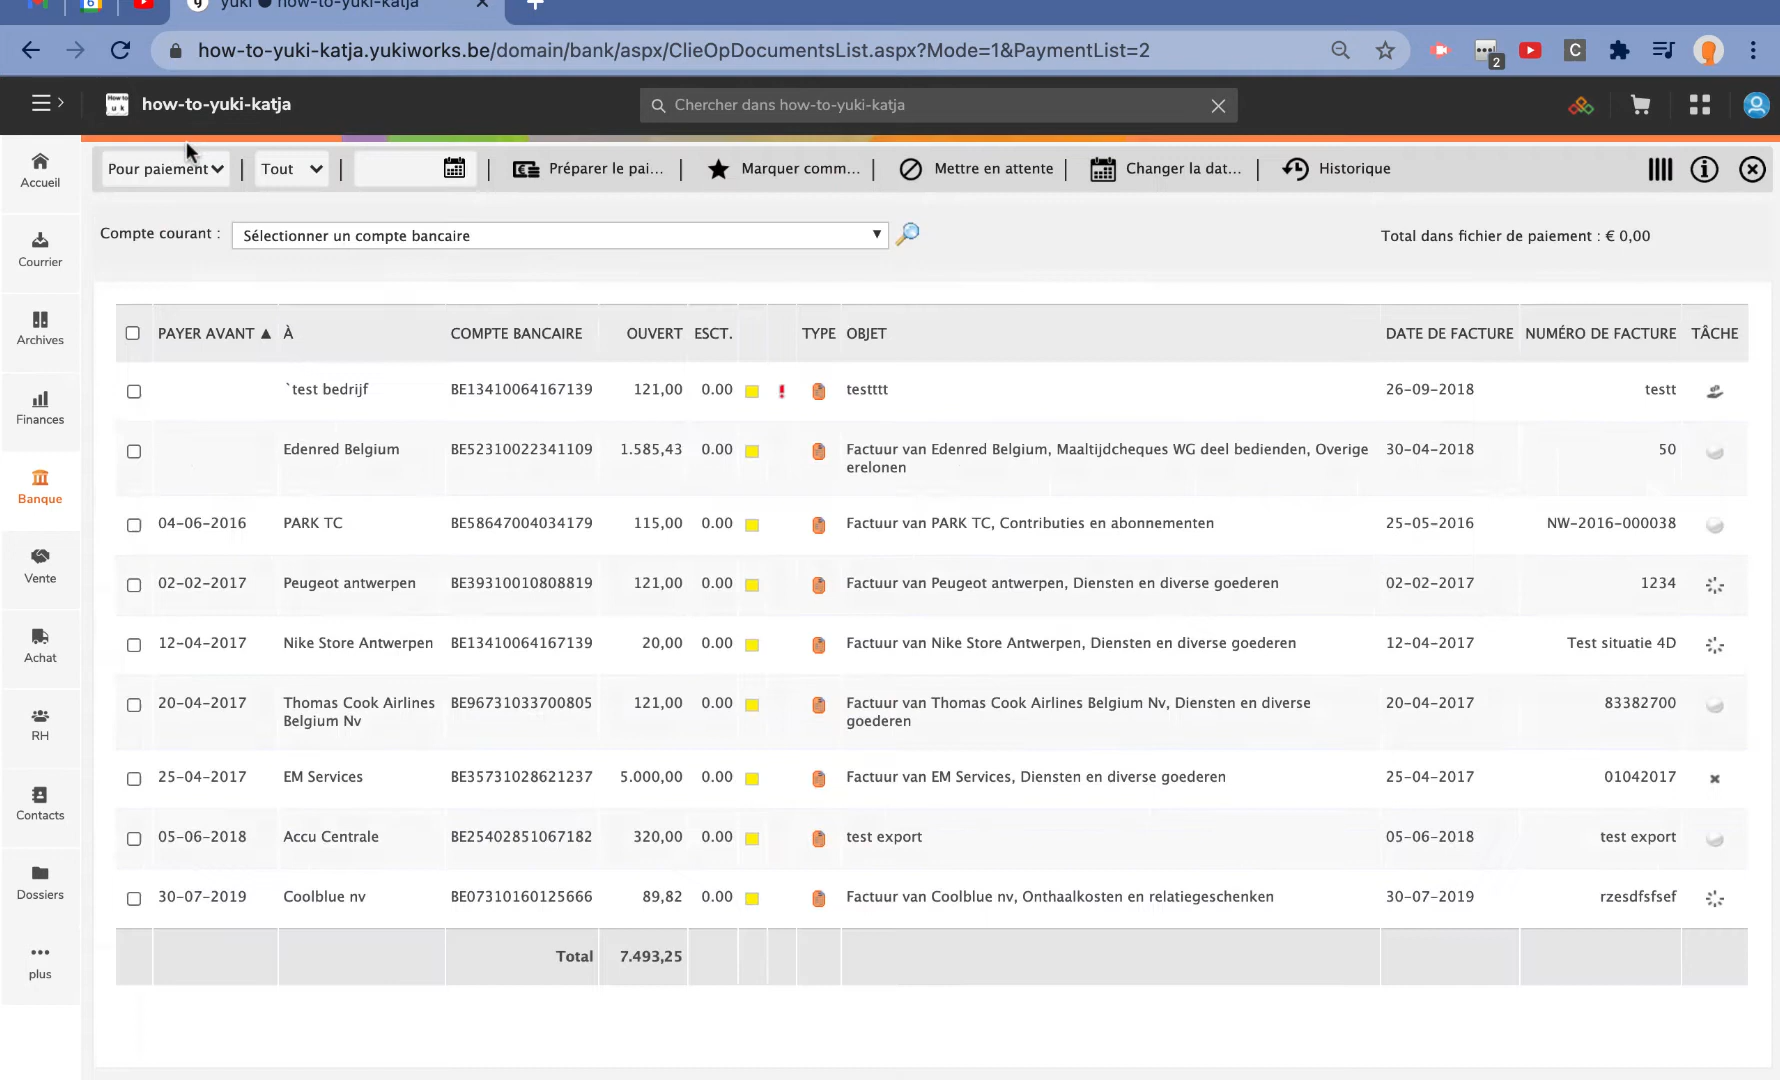 yuki ● how-to-yuki-katja
how-to-yuki-katja.yukiworks.be/domain/bank/aspx/ClieOpDocumentsList.aspx?Mode=1&PaymentList=2
2
C
how-to-yuki-katja
Chercher dans how-to-yuki-katja
Accueil
Courrier
Archives
Finances
Banque
Vente
Achat
RH
Contacts
Dossiers
plus
Pour paiement
Tout
Préparer le pai...
Marquer comm...
Mettre en attente
Changer la dat...
Historique
Compte courant :
Sélectionner un compte bancaire
Total dans fichier de paiement : € 0,00
PAYER AVANT ▲ À COMPTE BANCAIRE OUVERT ESCT. TYPE OBJET DATE DE FACTURE NUMÉRO DE FACTURE TÂCHE
`test bedrijf BE13410064167139 121,00 0.00 ! testttt 26-09-2018 testt
Edenred Belgium BE52310022341109 1.585,43 0.00 Factuur van Edenred Belgium, Maaltijdcheques WG deel bedienden, Overige 30-04-2018 50
erelonen
04-06-2016 PARK TC BE58647004034179 115,00 0.00 Factuur van PARK TC, Contributies en abonnementen 25-05-2016 NW-2016-000038
02-02-2017 Peugeot antwerpen BE39310010808819 121,00 0.00 Factuur van Peugeot antwerpen, Diensten en diverse goederen 02-02-2017 1234
12-04-2017 Nike Store Antwerpen BE13410064167139 20,00 0.00 Factuur van Nike Store Antwerpen, Diensten en diverse goederen 12-04-2017 Test situatie 4D
20-04-2017 Thomas Cook Airlines BE96731033700805 121,00 0.00 Factuur van Thomas Cook Airlines Belgium Nv, Diensten en diverse 20-04-2017 83382700
Belgium Nv goederen
25-04-2017 EM Services BE35731028621237 5.000,00 0.00 Factuur van EM Services, Diensten en diverse goederen 25-04-2017 01042017
05-06-2018 Accu Centrale BE25402851067182 320,00 0.00 test export 05-06-2018 test export
30-07-2019 Coolblue nv BE07310160125666 89,82 0.00 Factuur van Coolblue nv, Onthaalkosten en relatiegeschenken 30-07-2019 rzesdfsfsef
Total 7.493,25